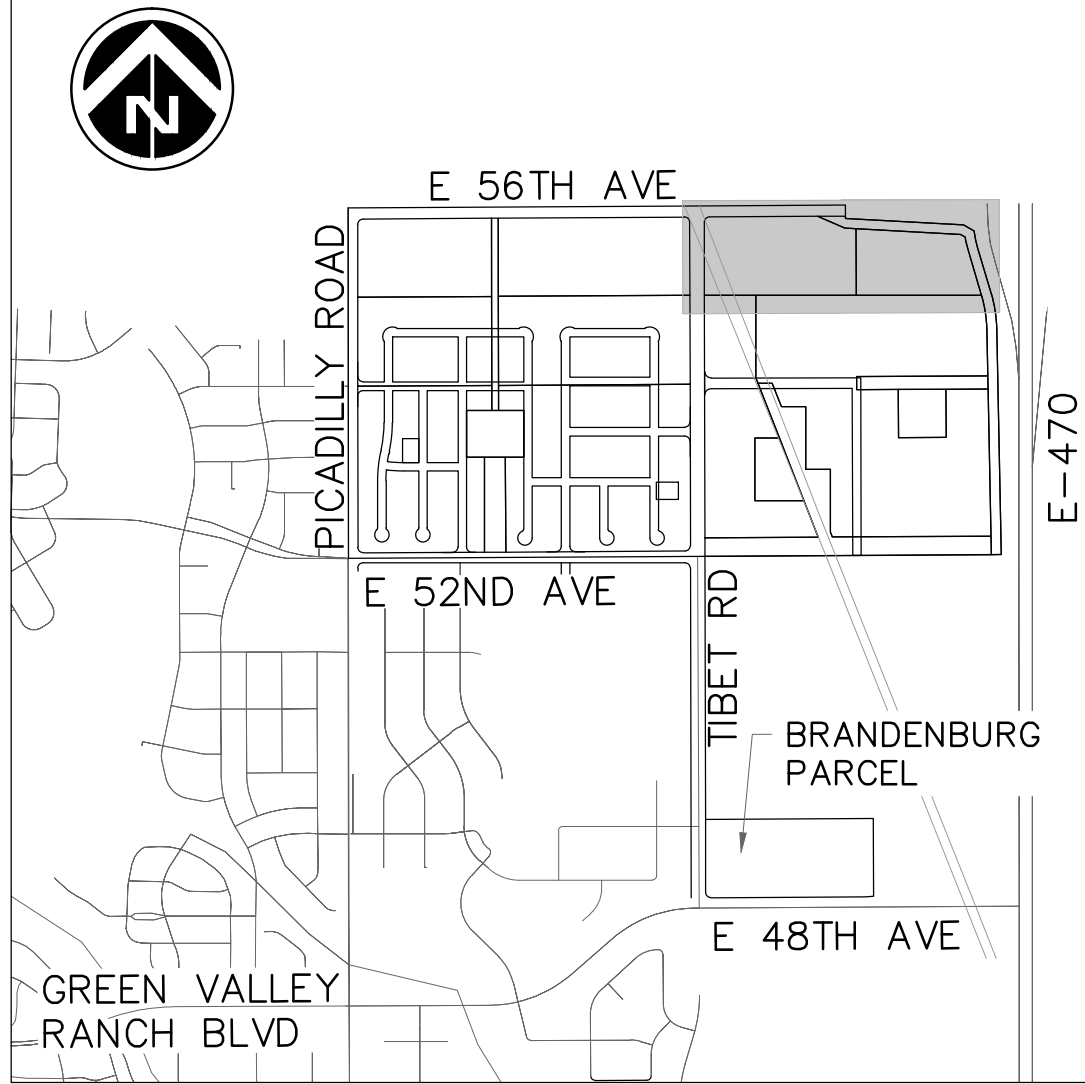 N
E 56TH AVE
PICADILLY ROAD
E-470
E 52ND AVE
TIBET RD
BRANDENBURG
PARCEL
E 48TH AVE
GREEN VALLEY
RANCH BLVD